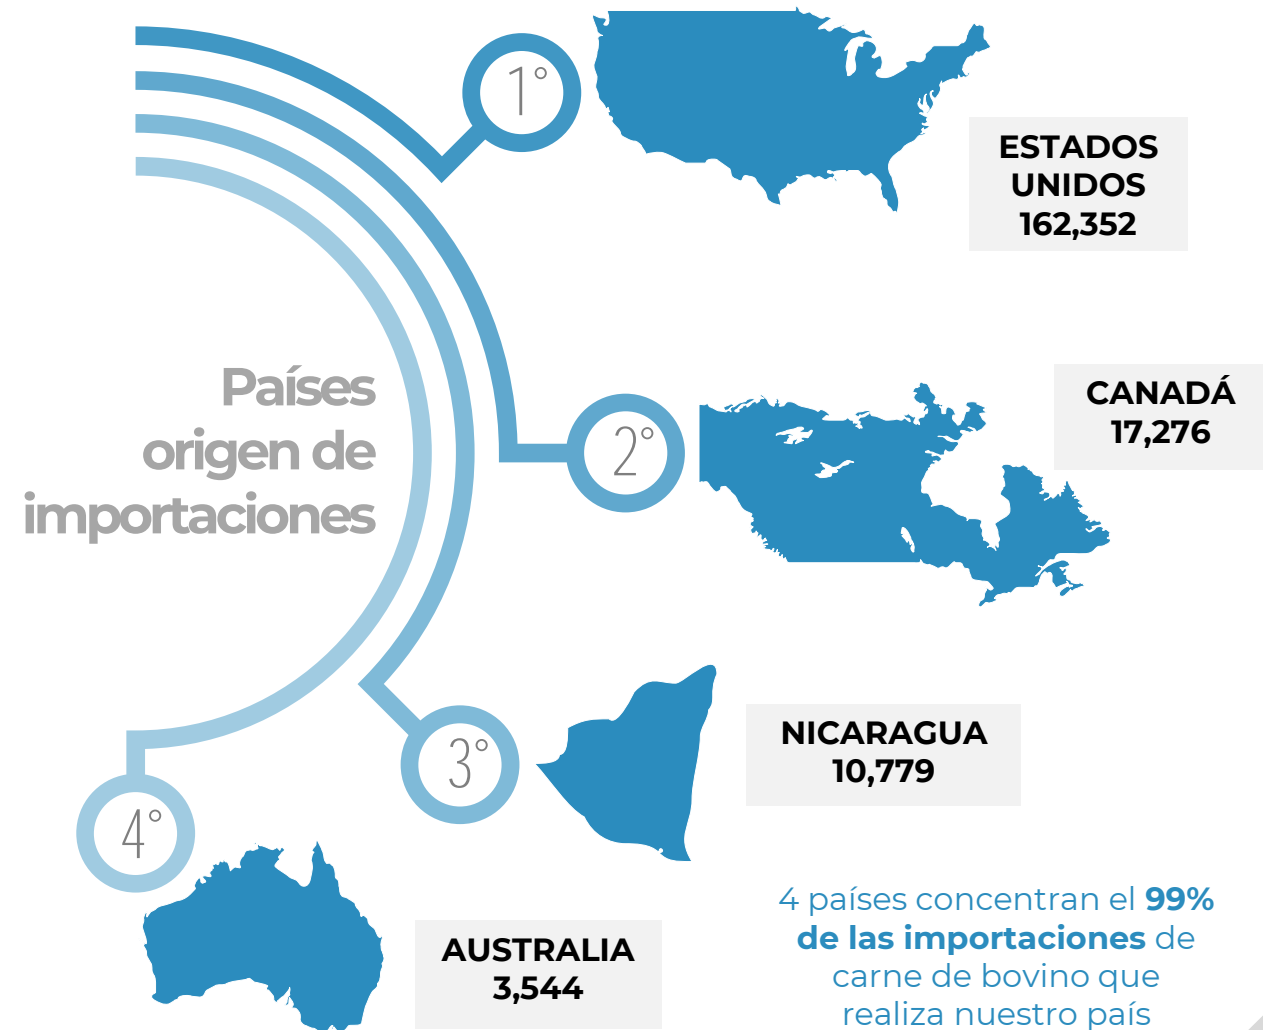 1°
ESTADOS
UNIDOS
162,352
Países
origen de
importaciones
2°
CANADÁ
17,276
3°
NICARAGUA
10,779
4°
AUSTRALIA
3,544
4 países concentran el 99%
de las importaciones de
carne de bovino que
realiza nuestro país